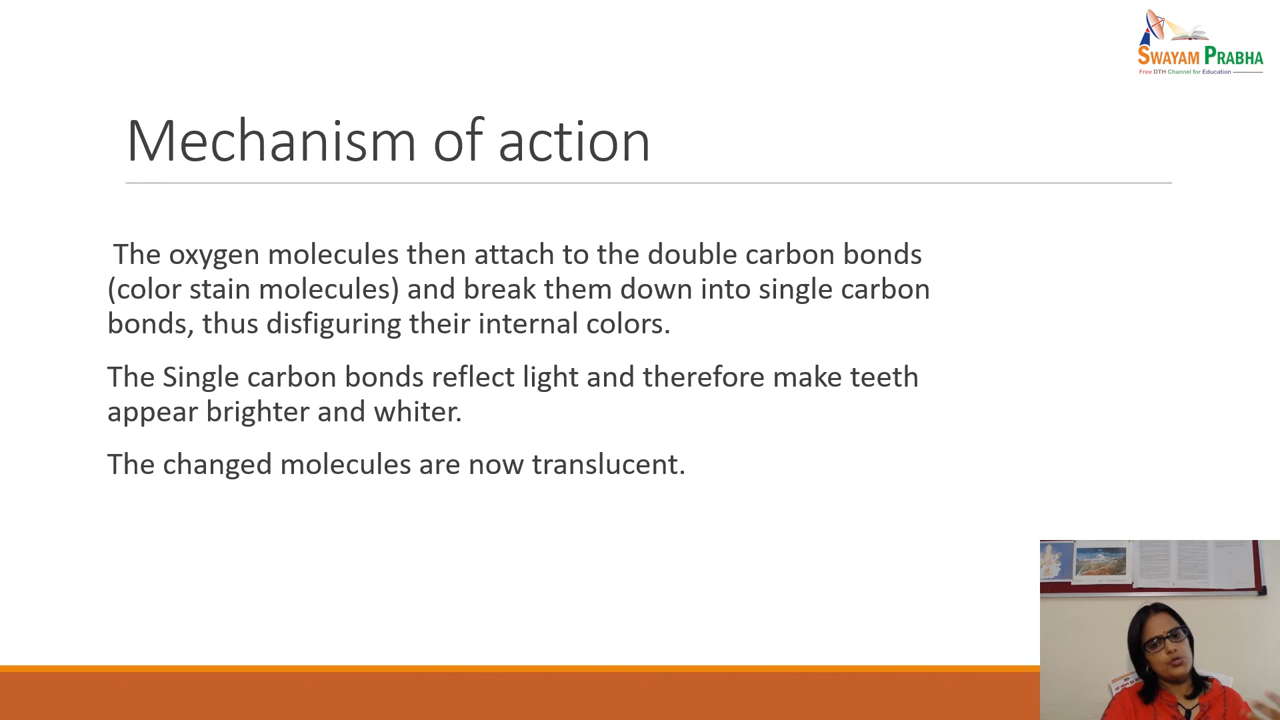 SWAYAM PRABHA
Free DTH Channel for Education
Mechanism of action
The oxygen molecules then attach to the double carbon bonds
(color stain molecules) and break them down into single carbon
bonds, thus disfiguring their internal colors.
The Single carbon bonds reflect light and therefore make teeth
appear brighter and whiter.
The changed molecules are now translucent.